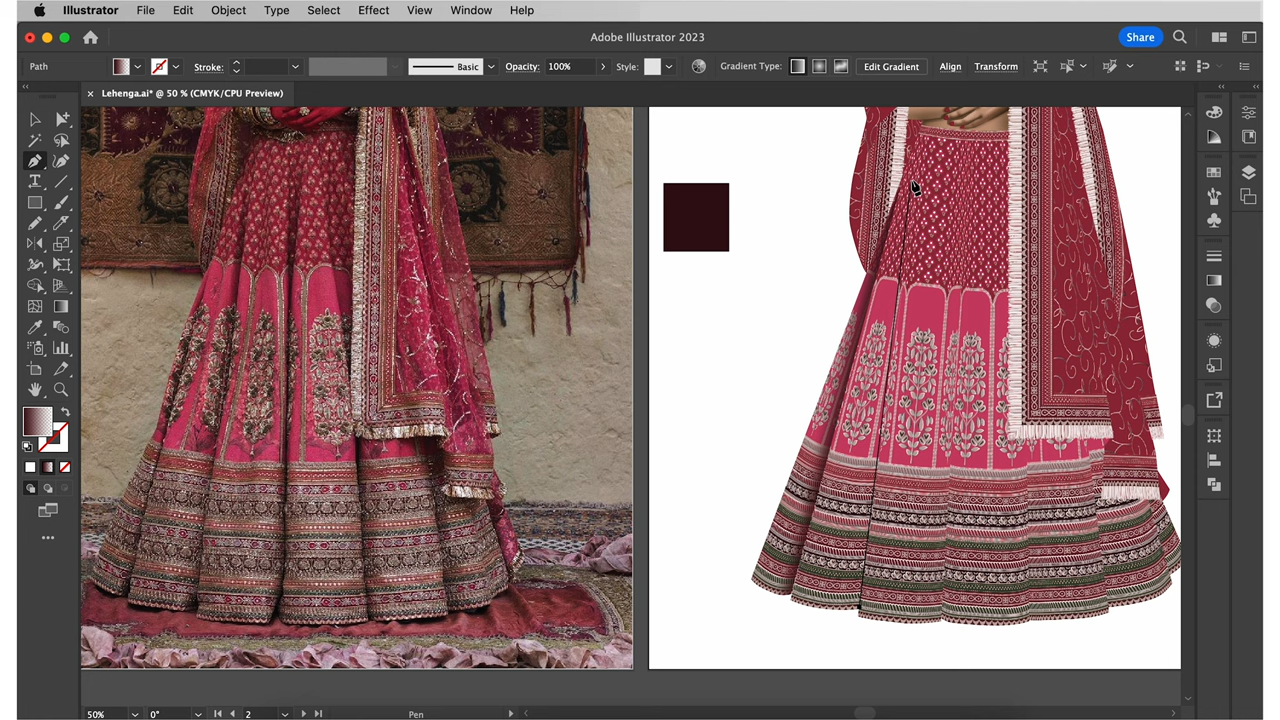 Illustrator File Edit Object Type Select Effect View Window Help
Adobe Illustrator 2023
Share
Path Stroke: Basic Opacity: 100% Style: Gradient Type: Edit Gradient Align Transform
× Lehenga.ai* @ 50 % (CMYK/CPU Preview)
50% 0° 2 Pen